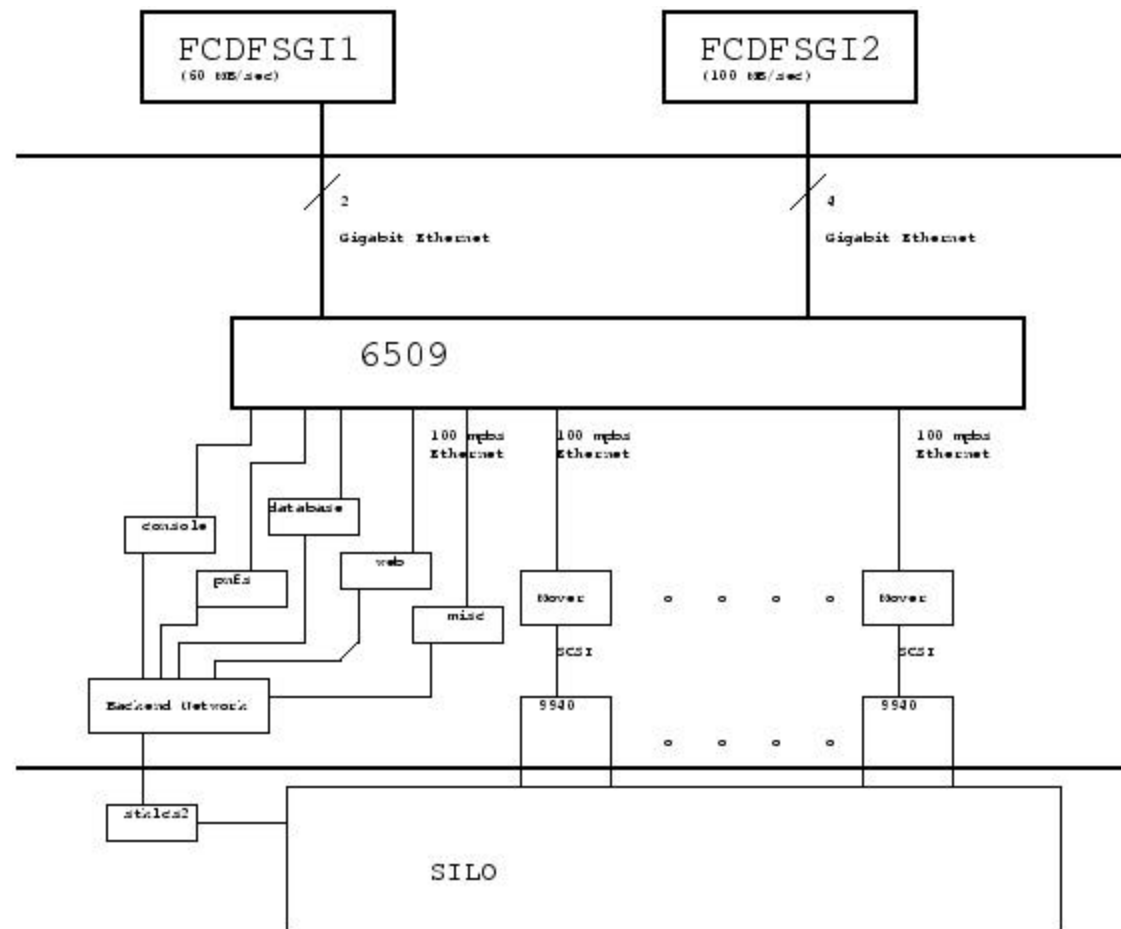 FCDFSGI1
(60 MB/sec)
FCDFSGI2
(100 MB/sec)
2
Gigabit Ethernet
4
Gigabit Ethernet
6509
100 mpbs
Ethernet
100 mpbs
Ethernet
100 mpbs
Ethernet
console
database
pnfs
web
misc
Mover
Mover
SCSI
SCSI
Backend Network
9940
9940
stklcs2
SILO